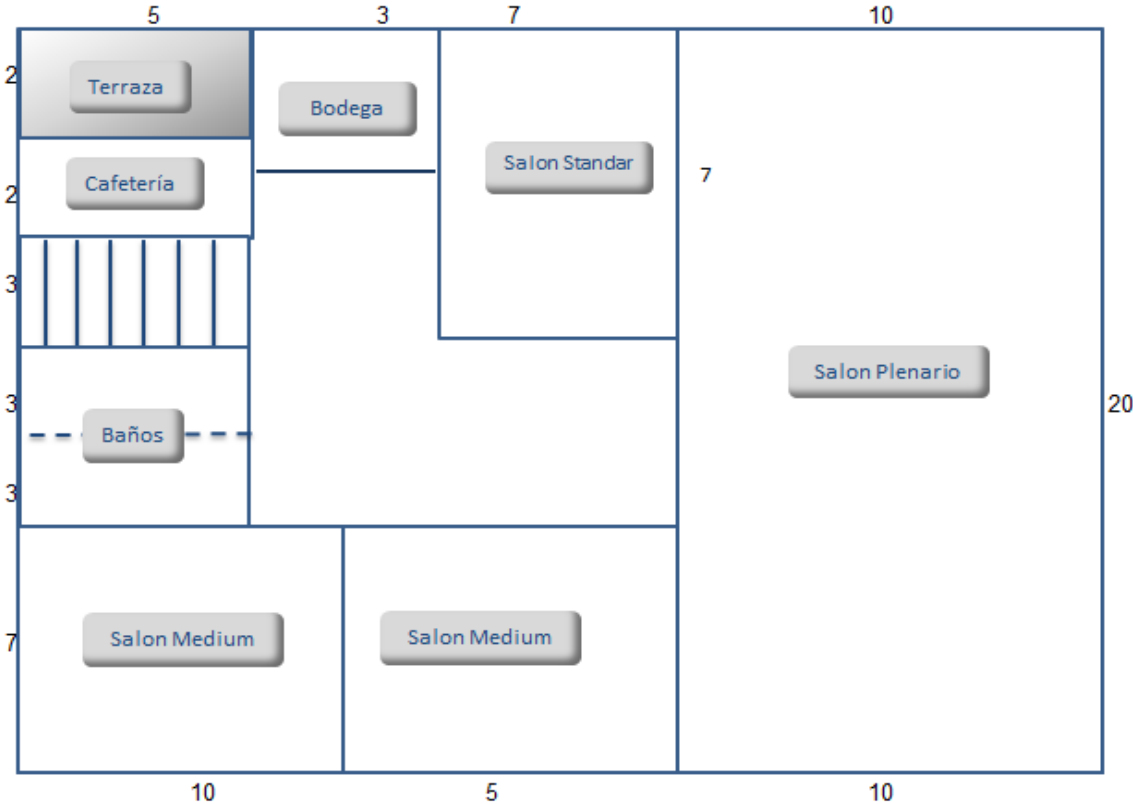 5 3 7 10
2 Terraza
Bodega
Salon Standar
7
2 Cafetería
3
Salon Plenario
3 Baños
20
3
7 Salon Medium Salon Medium
10 5 10